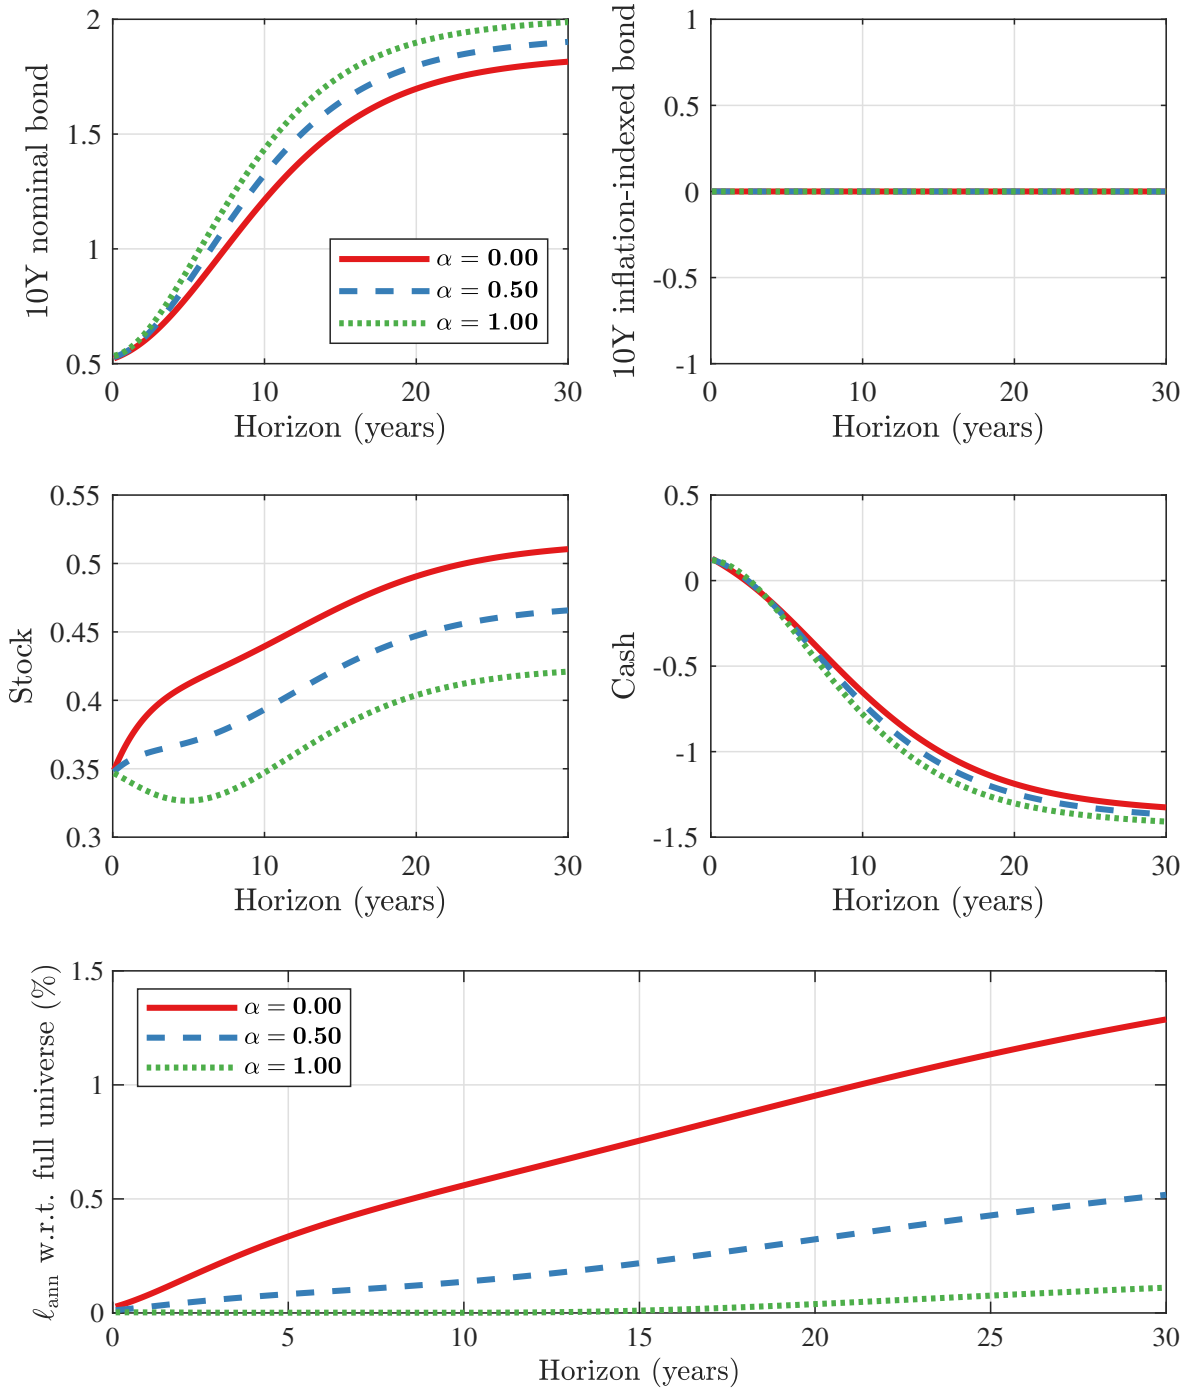 10Y nominal bond
2
1.5
1
0.5
0
10
20
30
Horizon (years)
α = 0.00
α = 0.50
α = 1.00
10Y inflation-indexed bond
1
0.5
0
-0.5
-1
0
10
20
30
Horizon (years)
Stock
0.55
0.5
0.45
0.4
0.35
0.3
0
10
20
30
Horizon (years)
Cash
0.5
0
-0.5
-1
-1.5
0
10
20
30
Horizon (years)
ℓann w.r.t. full universe (%)
1.5
1
0.5
0
0
5
10
15
20
25
30
Horizon (years)
α = 0.00
α = 0.50
α = 1.00